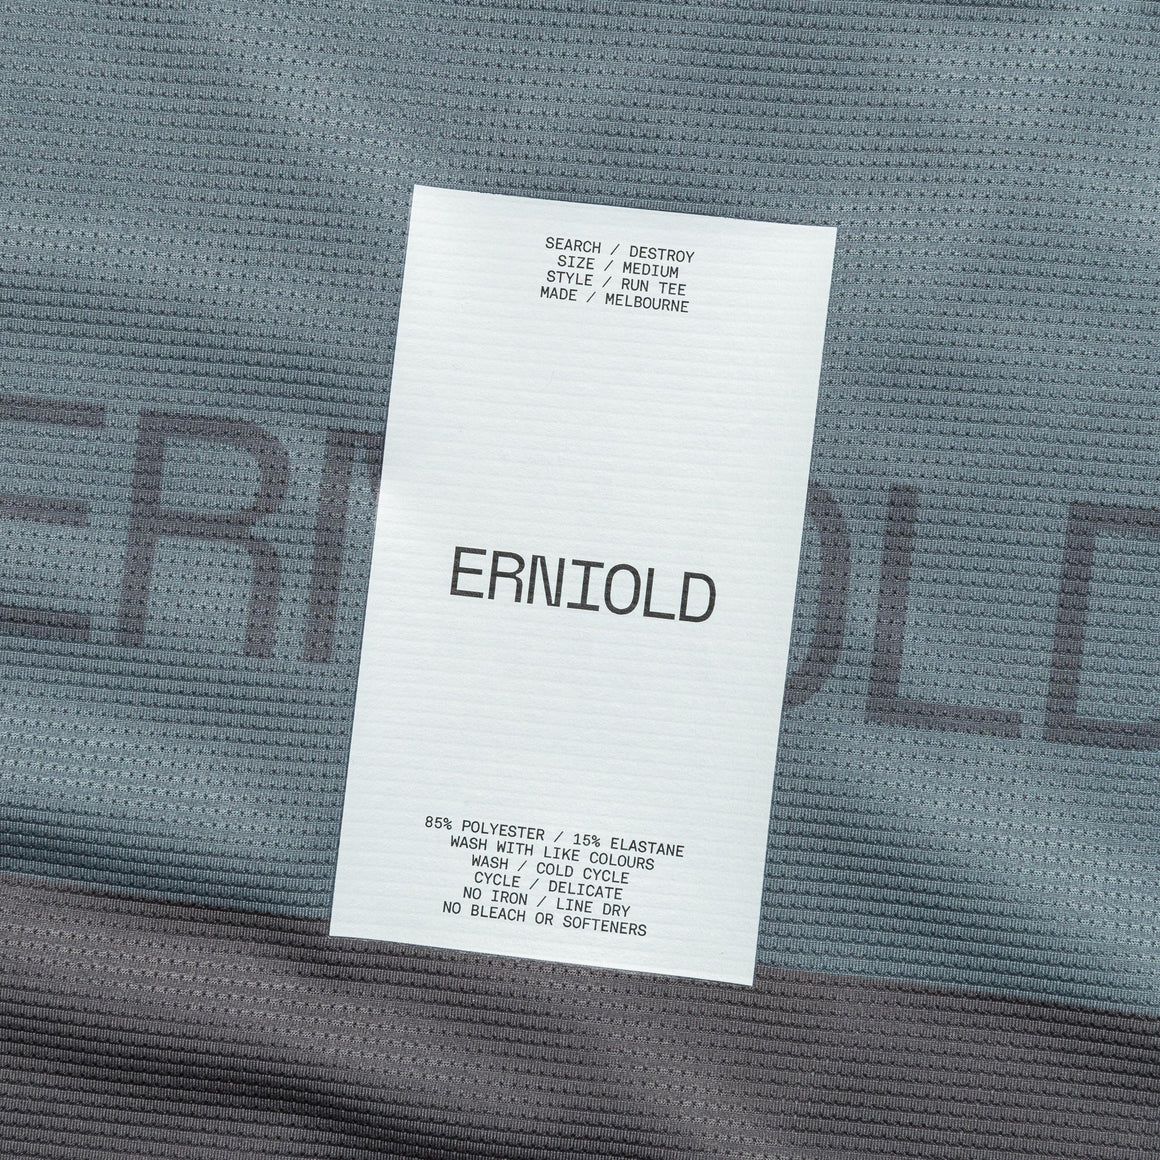 SEARCH / DESTROY
SIZE / MEDIUM
STYLE / RUN TEE
MADE / MELBOURNE
ERNIOLD
85% POLYESTER / 15% ELASTANE
WASH WITH LIKE COLOURS
WASH / COLD CYCLE
CYCLE / DELICATE
NO IRON / LINE DRY
NO BLEACH OR SOFTENERS